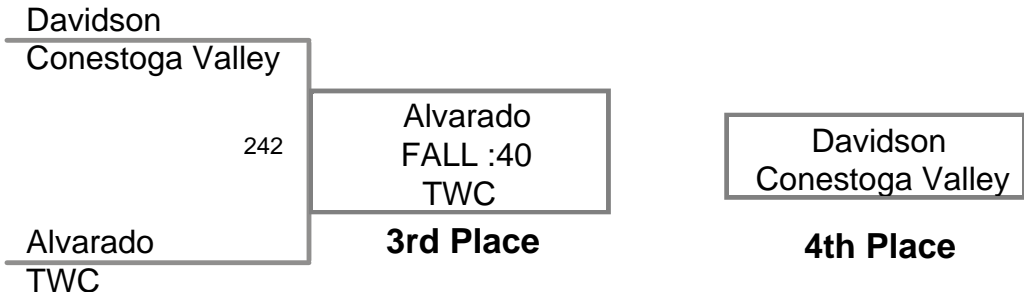 Davidson
Conestoga Valley
242
Alvarado
TWC
Alvarado
FALL :40
TWC
3rd Place
Davidson
Conestoga Valley
4th Place